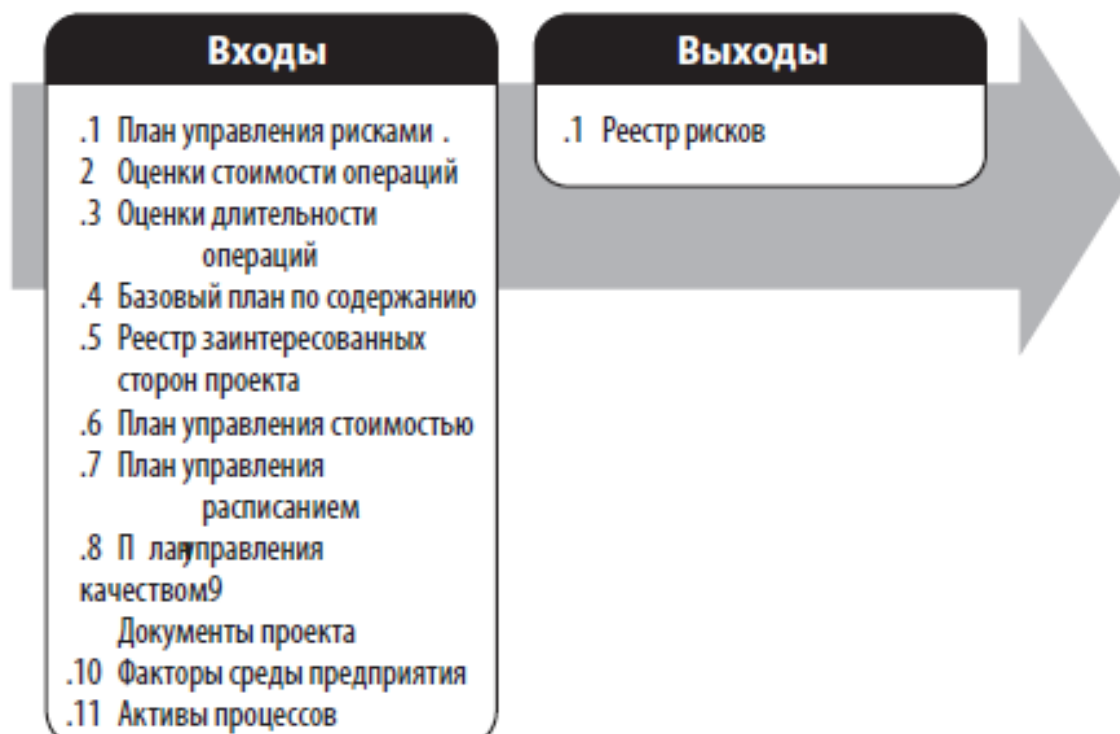 Входы
.1 План управления рисками .
2 Оценки стоимости операций
.3 Оценки длительности
операций
.4 Базовый план по содержанию
.5 Реестр заинтересованных
сторон проекта
.6 План управления стоимостью
.7 План управления
расписанием
.8 П лануправления
качеством9
Документы проекта
.10 Факторы среды предприятия
.11 Активы процессов
Выходы
.1 Реестр рисков